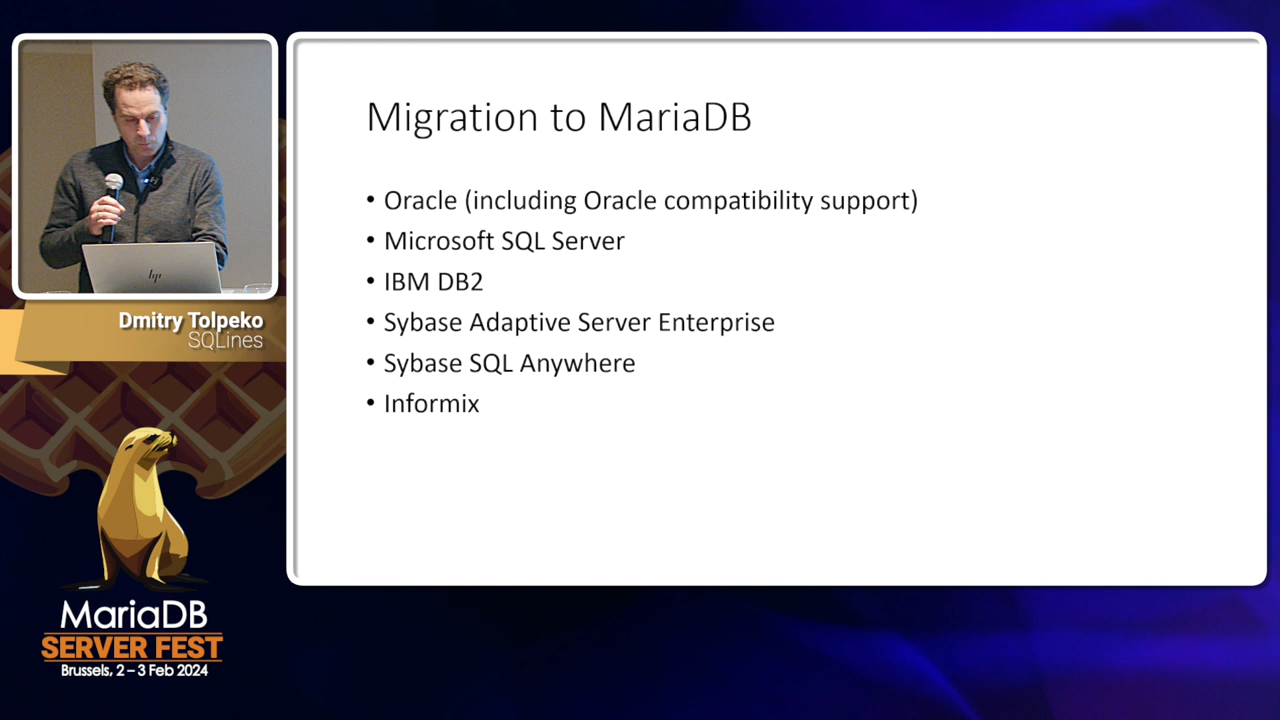 Migration to MariaDB
• Oracle (including Oracle compatibility support)
• Microsoft SQL Server
• IBM DB2
• Sybase Adaptive Server Enterprise
• Sybase SQL Anywhere
• Informix
hp
Dmitry Tolpeko
SQLines
MariaDB
SERVER FEST
Brussels, 2 – 3 Feb 2024